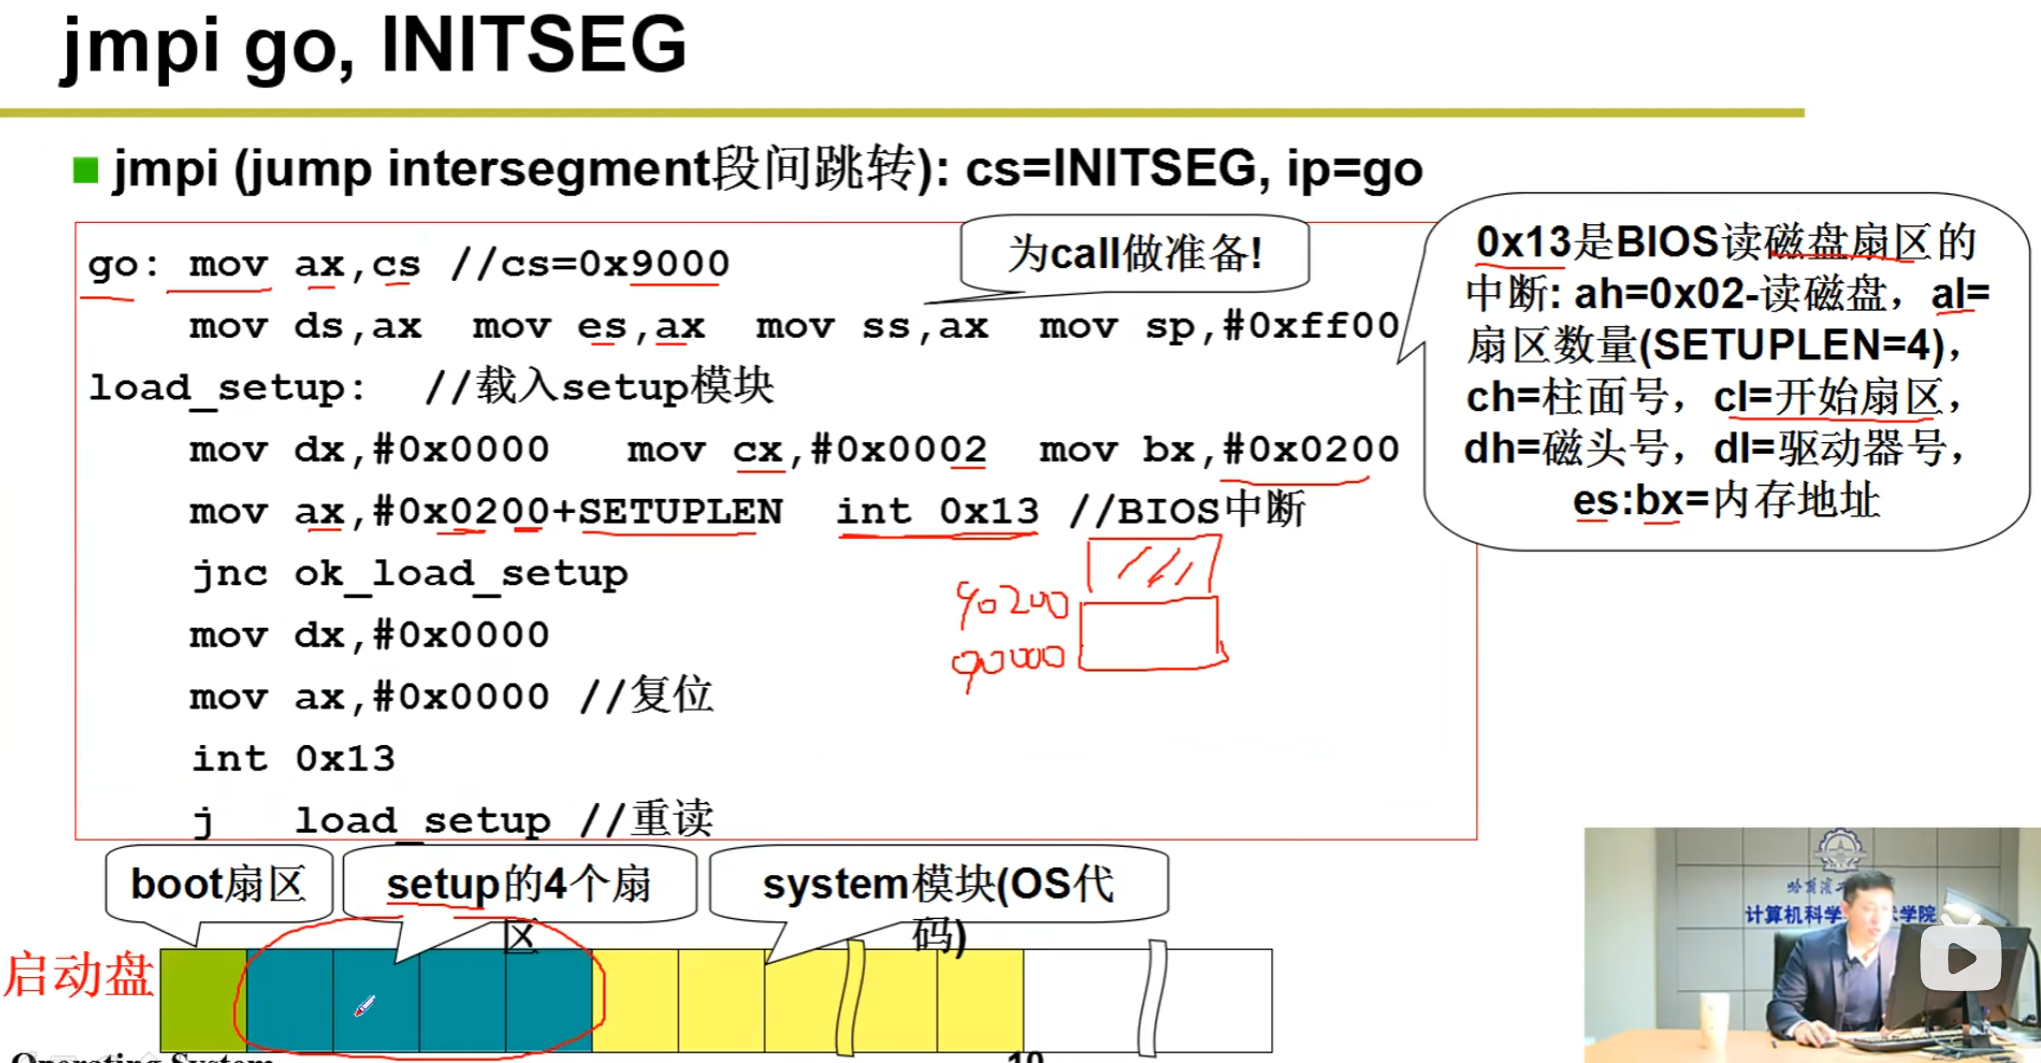 jmpi go, INITSEG
jmpi (jump intersegment段间跳转): cs=INITSEG, ip=go
为call做准备!
go: mov ax,cs //cs=0x9000
mov ds,ax mov es,ax mov ss,ax mov sp,#0xff00
load_setup: //载入setup模块
mov dx,#0x0000 mov cx,#0x0002 mov bx,#0x0200
mov ax,#0x0200+SETUPLEN int 0x13 //BIOS中断
jnc ok_load_setup
mov dx,#0x0000
mov ax,#0x0000 //复位
int 0x13
j load_setup //重读
0x13是BIOS读磁盘扇区的
中断: ah=0x02-读磁盘，al=
扇区数量(SETUPLEN=4)，
ch=柱面号，cl=开始扇区，
dh=磁头号，dl=驱动器号，
es:bx=内存地址
90200
90000
boot扇区
setup的4个扇
区
system模块(OS代
码)
启动盘
Operating System
10
计算机科学
术学院